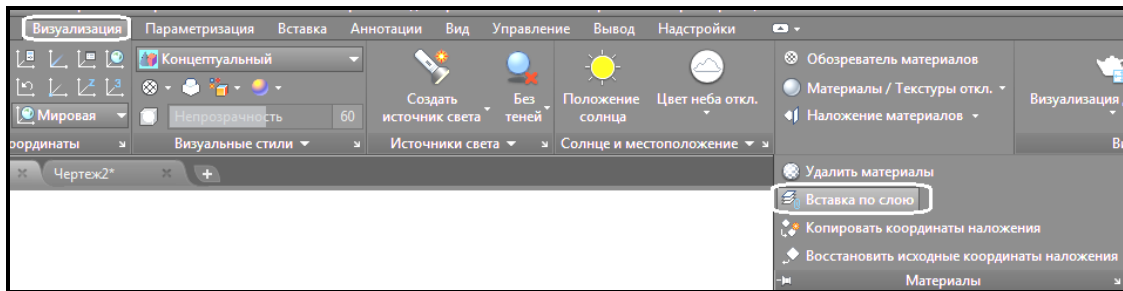 Визуализация Параметризация Вставка Аннотации Вид Управление Вывод Надстройки
Концептуальный
Обозреватель материалов
Материалы / Текстуры откл.
Мировая
Непрозрачность 60
Создать источник света
Без теней
Положение солнца
Цвет неба откл.
Наложение материалов
Визуализация
Визуальные стили
Источники света
Солнце и местоположение
Чертеж2*
Удалить материалы
Вставка по слою
Копировать координаты наложения
Восстановить исходные координаты наложения
Материалы